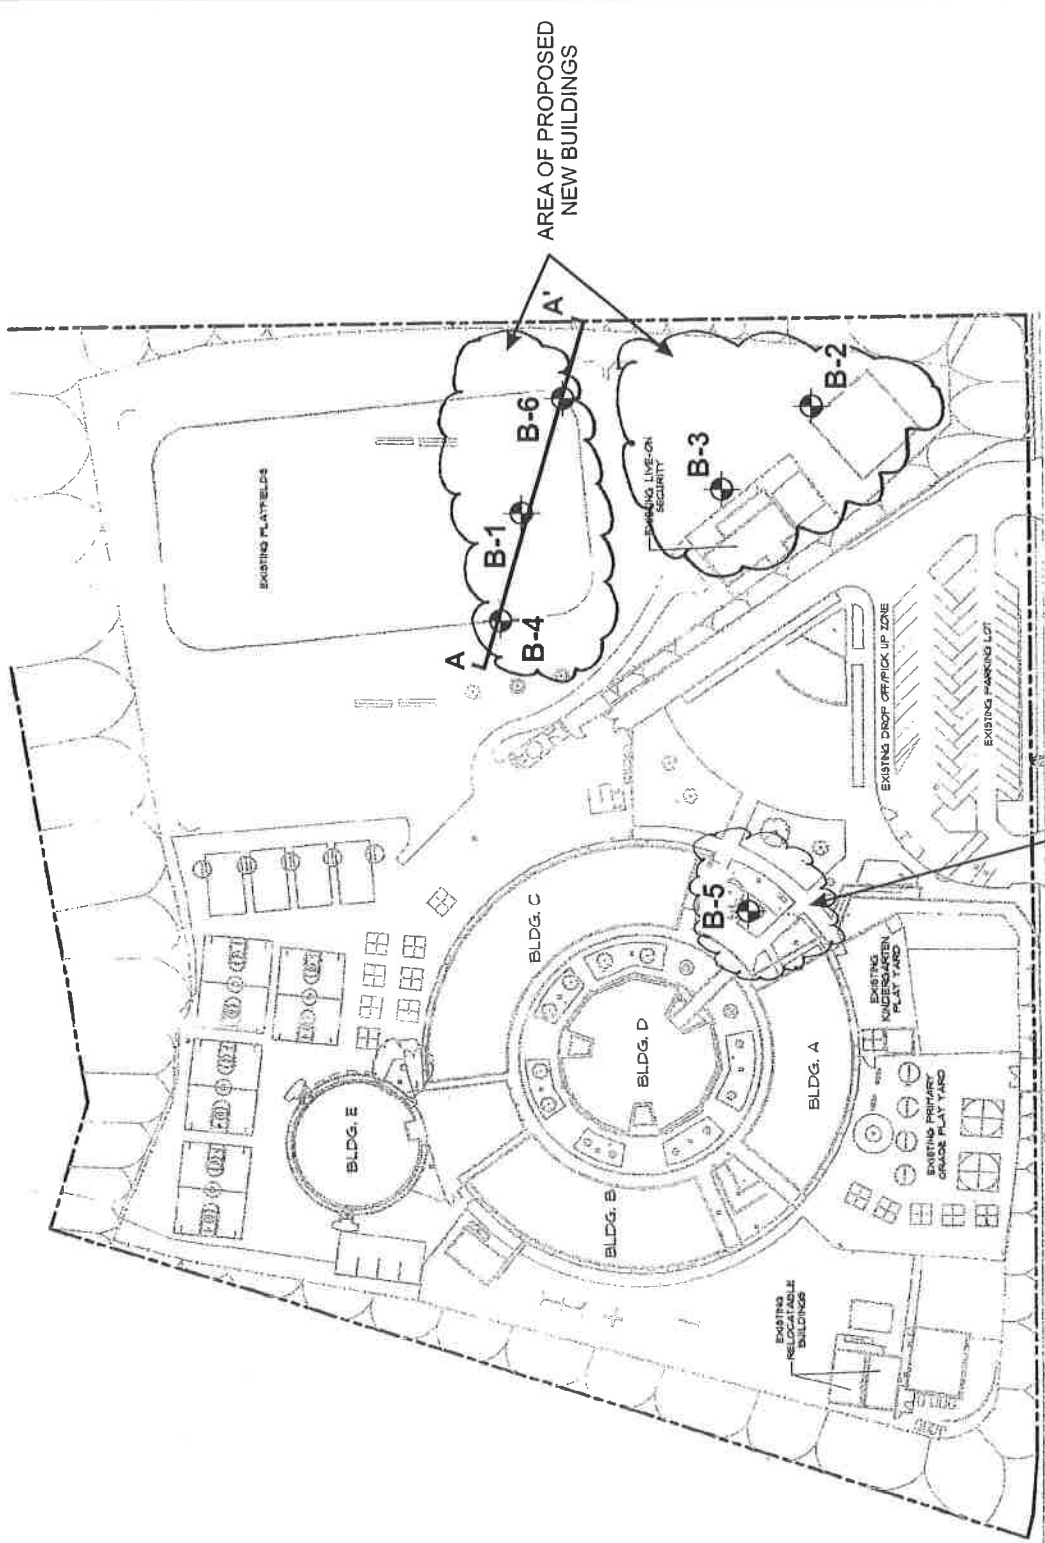 AREA OF PROPOSED
NEW BUILDINGS
A'
B-6
B-1
B-4
A
B-2
B-3
EXISTING LIVE-ON
SECURITY
EXISTING PLAYFIELDS
EXISTING DROP OFF/PICK UP ZONE
EXISTING PARKING LOT
B-5
BLDG. C
BLDG. D
BLDG. A
BLDG. B
BLDG. E
EXISTING
KINDERGARTEN
PLAY YARD
EXISTING PRIMARY
GRADE PLAY YARD
EXISTING
RELOCATABLE
BUILDINGS